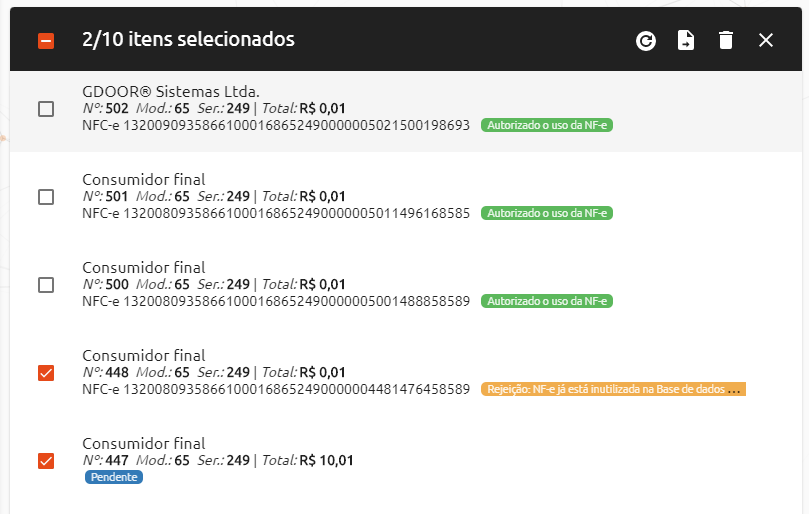 2/10 itens selecionados
GDOOR® Sistemas Ltda.
Nº: 502 Mod.: 65 Ser.: 249 | Total: R$ 0,01
NFC-e 13200909358661000168652490000005021500198693 Autorizado o uso da NF-e
Consumidor final
Nº: 501 Mod.: 65 Ser.: 249 | Total: R$ 0,01
NFC-e 13200809358661000168652490000005011496168585 Autorizado o uso da NF-e
Consumidor final
Nº: 500 Mod.: 65 Ser.: 249 | Total: R$ 0,01
NFC-e 13200809358661000168652490000005001488858589 Autorizado o uso da NF-e
Consumidor final
Nº: 448 Mod.: 65 Ser.: 249 | Total: R$ 0,01
NFC-e 13200809358661000168652490000004481476458589 Rejeição: NF-e já está inutilizada na Base de dados ...
Consumidor final
Nº: 447 Mod.: 65 Ser.: 249 | Total: R$ 10,01
Pendente